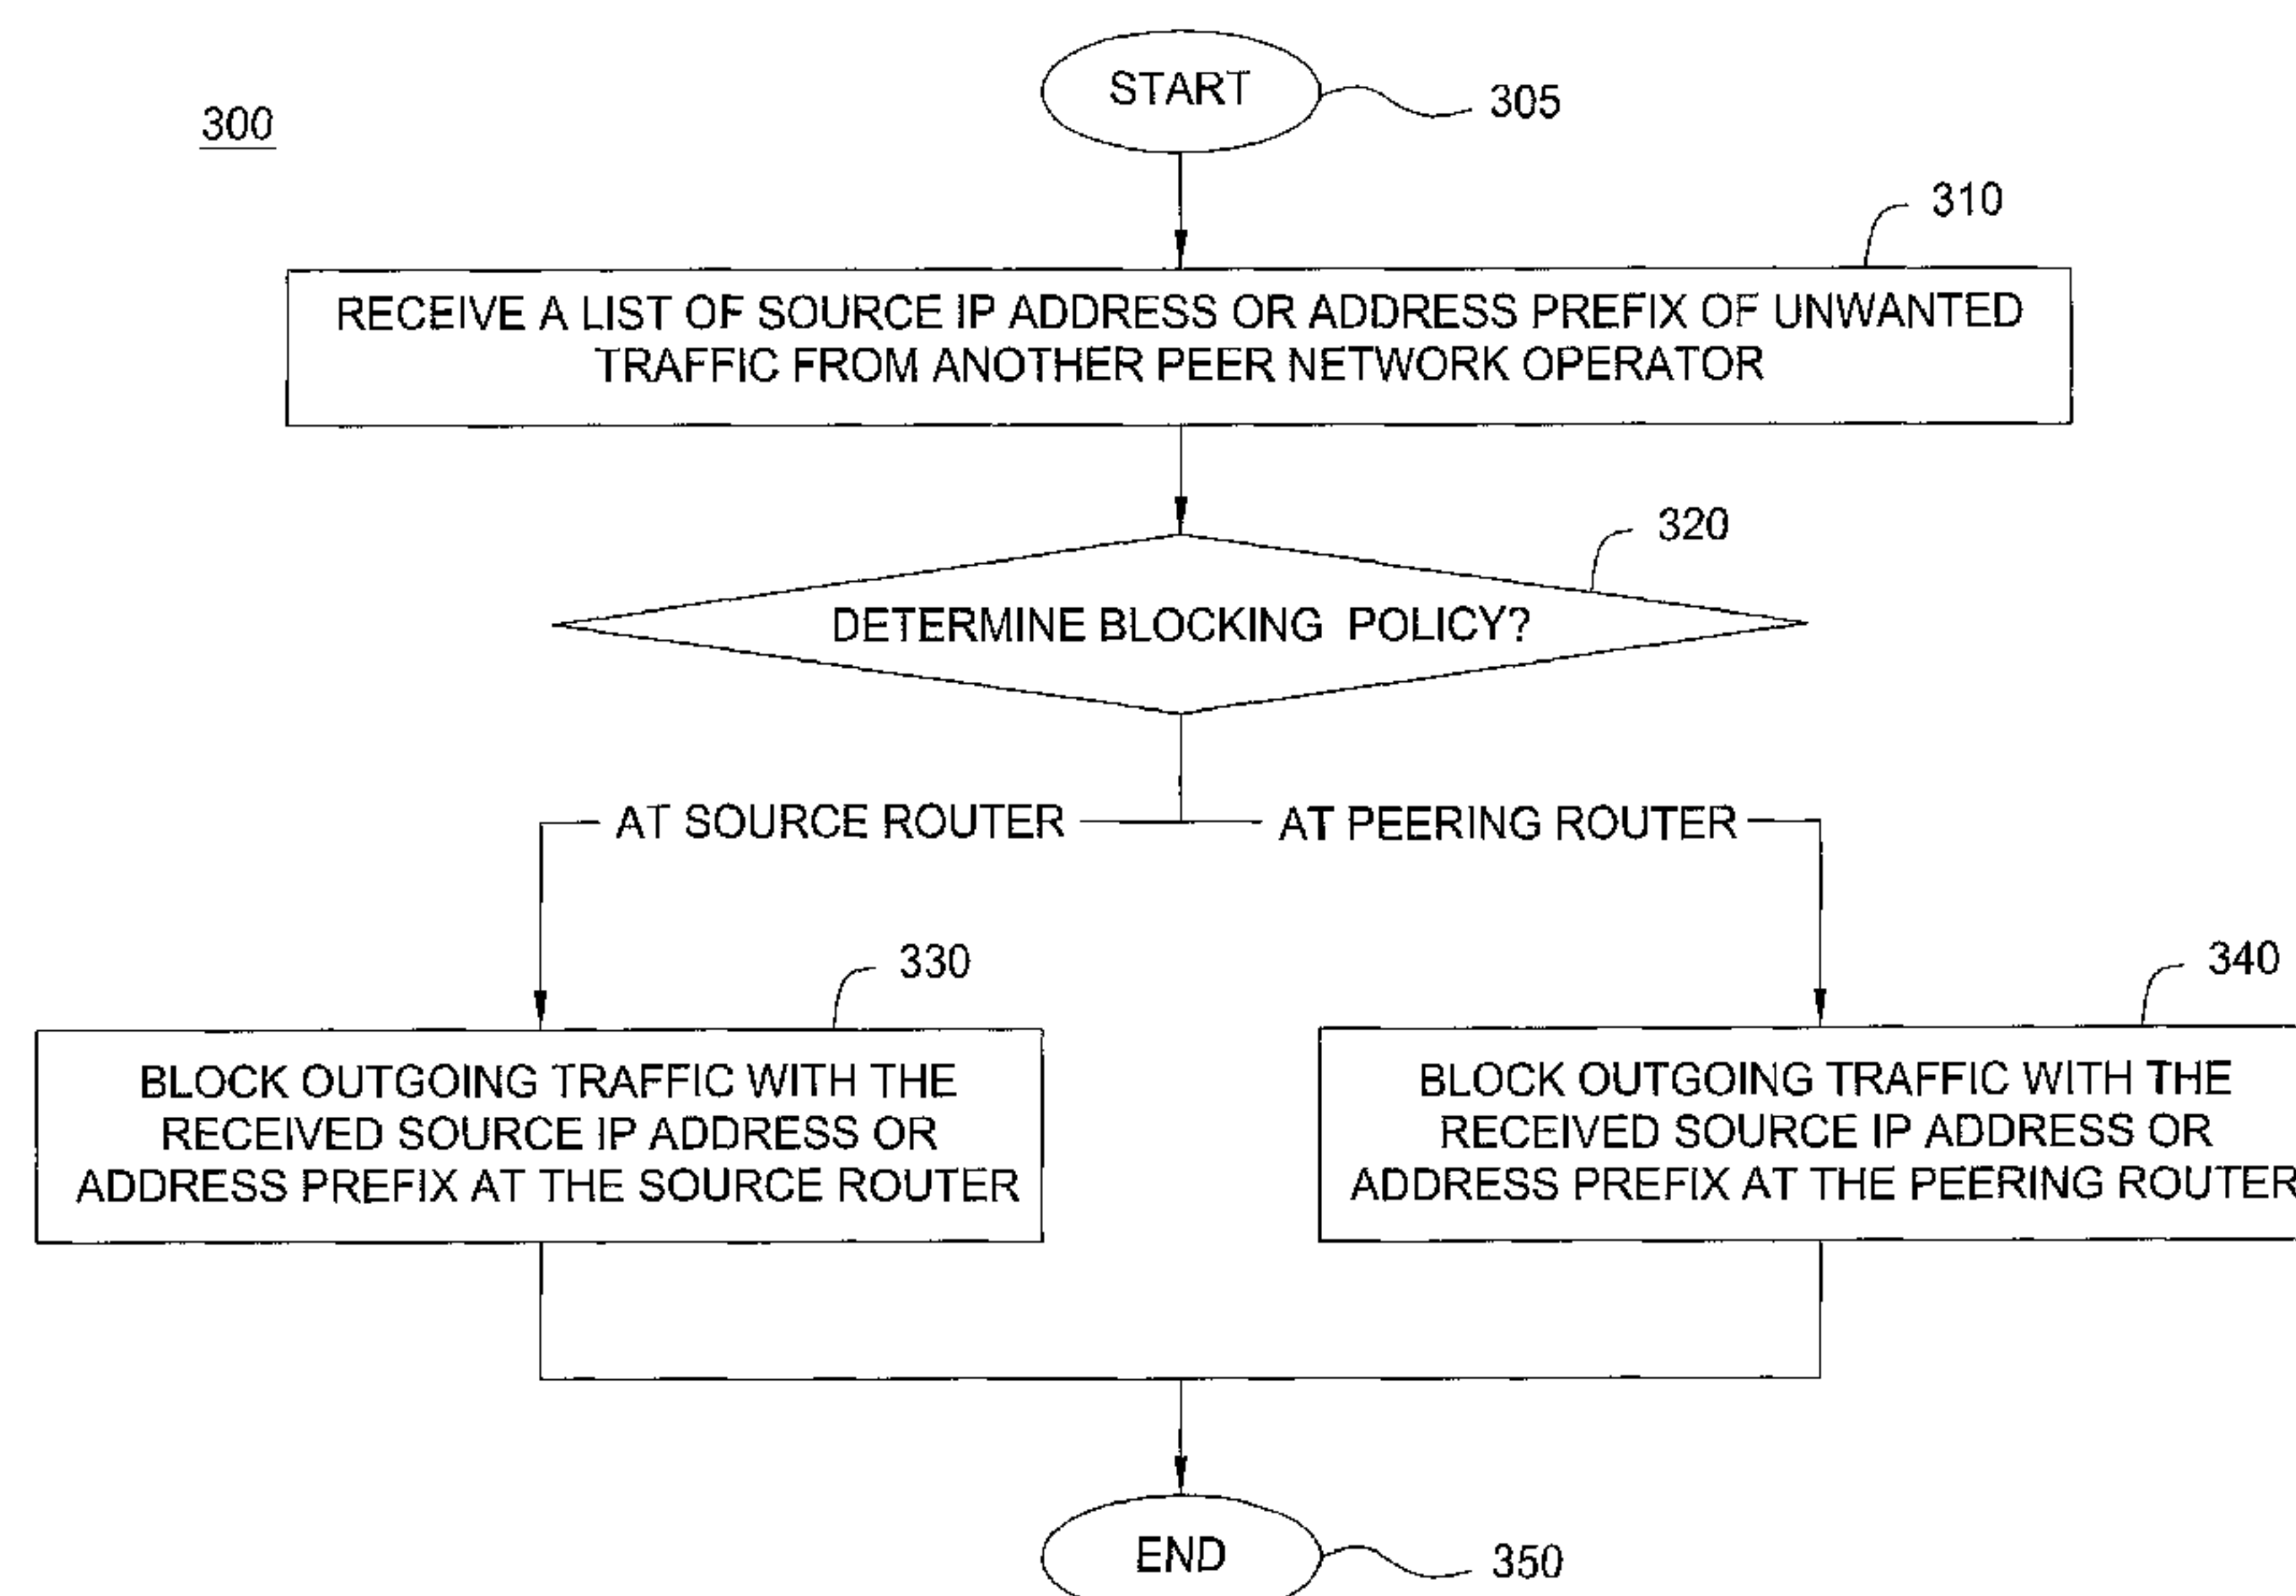 START
305
300
310
RECEIVE A LIST OF SOURCE IP ADDRESS OR ADDRESS PREFIX OF UNWANTED
TRAFFIC FROM ANOTHER PEER NETWORK OPERATOR
320
DETERMINE BLOCKING POLICY?
AT SOURCE ROUTER
AT PEERING ROUTER
330
BLOCK OUTGOING TRAFFIC WITH THE
RECEIVED SOURCE IP ADDRESS OR
ADDRESS PREFIX AT THE SOURCE ROUTER
340
BLOCK OUTGOING TRAFFIC WITH THE
RECEIVED SOURCE IP ADDRESS OR
ADDRESS PREFIX AT THE PEERING ROUTER
END
350